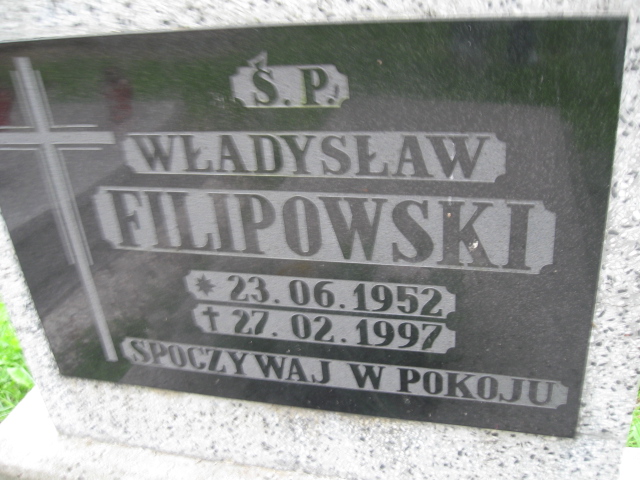 Ś. P.
WŁADYSŁAW
FILIPOWSKI
* 23.06.1952
† 27.02.1997
SPOCZYWAJ W POKOJU